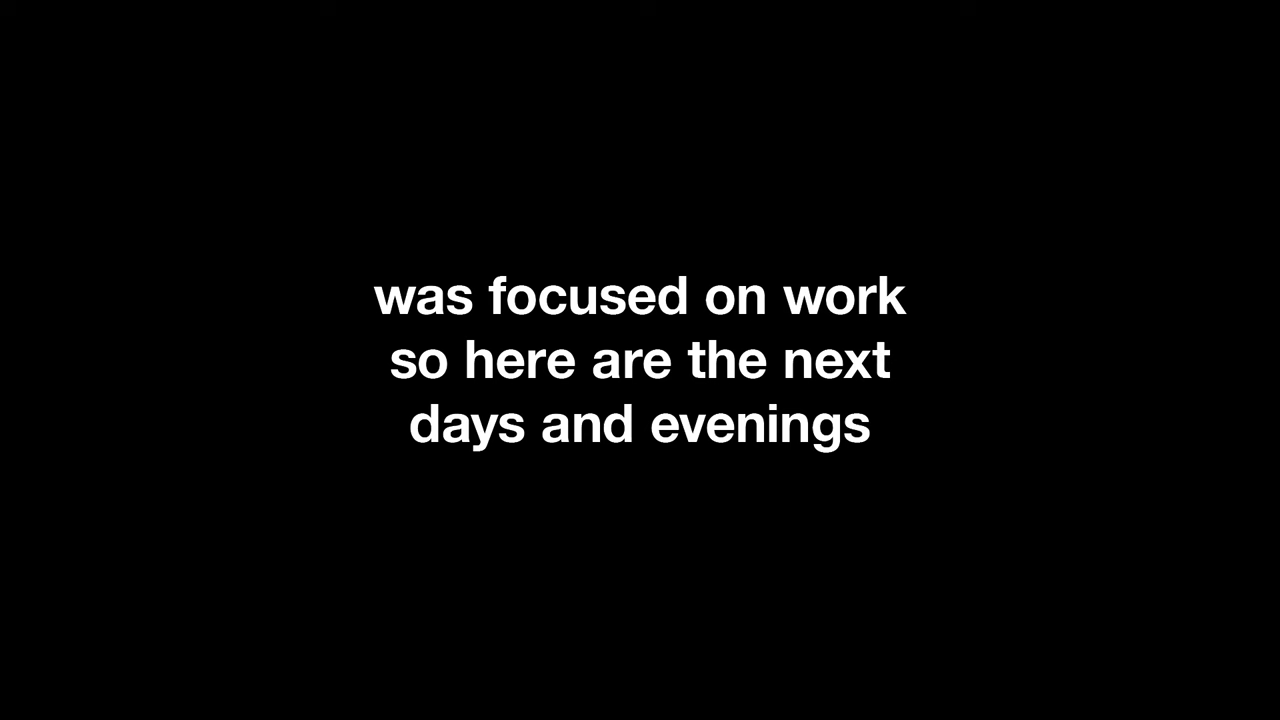 was focused on work
so here are the next
days and evenings